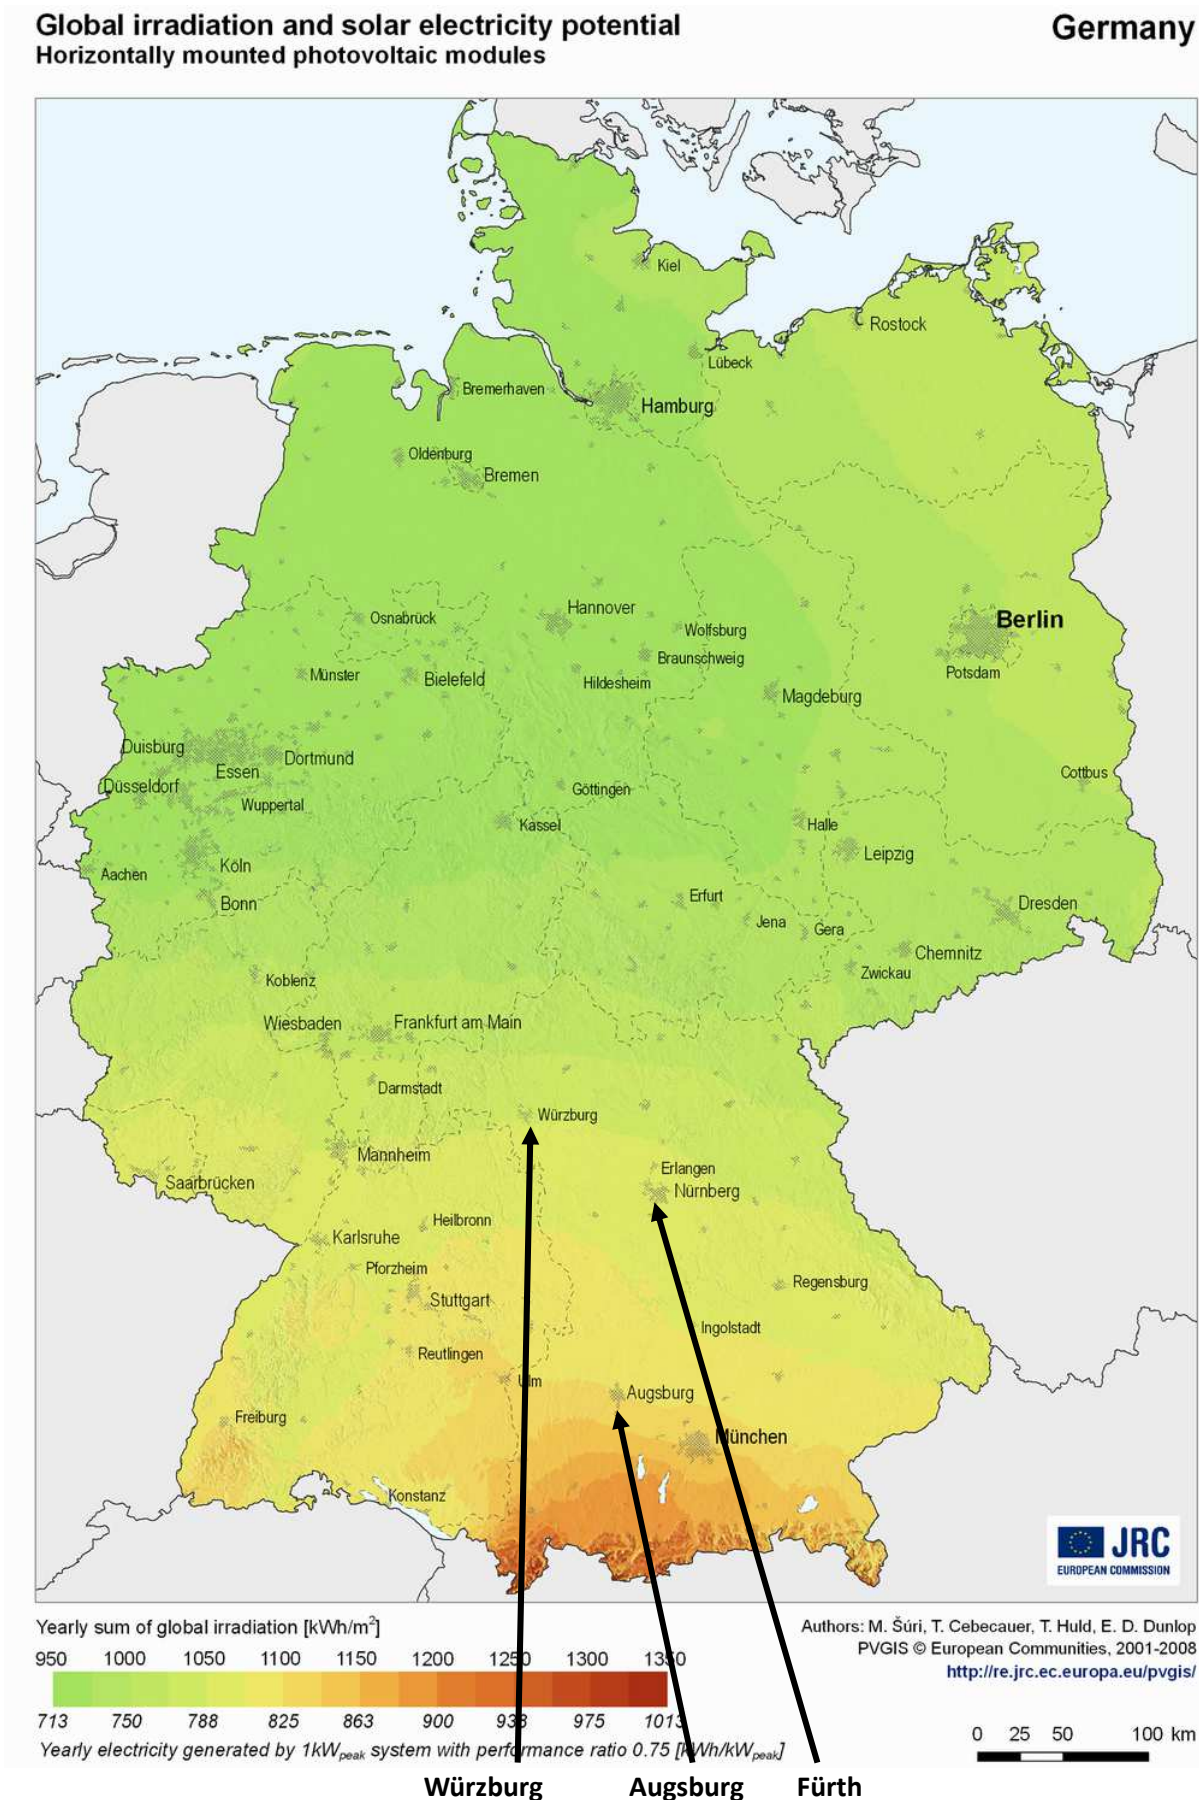 Global irradiation and solar electricity potential
Germany
Horizontally mounted photovoltaic modules
Kiel
Rostock
Lübeck
Bremerhaven
Hamburg
Oldenburg
Bremen
Hannover
Osnabrück
Berlin
Wolfsburg
Braunschweig
Münster
Bielefeld
Hildesheim
Potsdam
Magdeburg
Duisburg
Dortmund
Essen
Cottbus
Düsseldorf
Göttingen
Wuppertal
Kassel
Halle
Leipzig
Köln
Aachen
Erfurt
Bonn
Dresden
Jena
Gera
Chemnitz
Zwickau
Koblenz
Wiesbaden
Frankfurt am Main
Darmstadt
Würzburg
Mannheim
Erlangen
Saarbrücken
Nürnberg
Heilbronn
Karlsruhe
Pforzheim
Regensburg
Stuttgart
Ingolstadt
Reutlingen
Ulm
Augsburg
Freiburg
München
Konstanz
JRC
EUROPEAN COMMISSION
Yearly sum of global irradiation [kWh/m²]
950 1000 1050 1100 1150 1200 1250 1300 1350
713 750 788 825 863 900 938 975 1013
Yearly electricity generated by 1kWpeak system with performance ratio 0.75 [kWh/kWpeak]
Authors: M. Šúri, T. Cebecauer, T. Huld, E. D. Dunlop
PVGIS © European Communities, 2001-2008
http://re.jrc.ec.europa.eu/pvgis/
0 25 50 100 km
Würzburg Augsburg Fürth